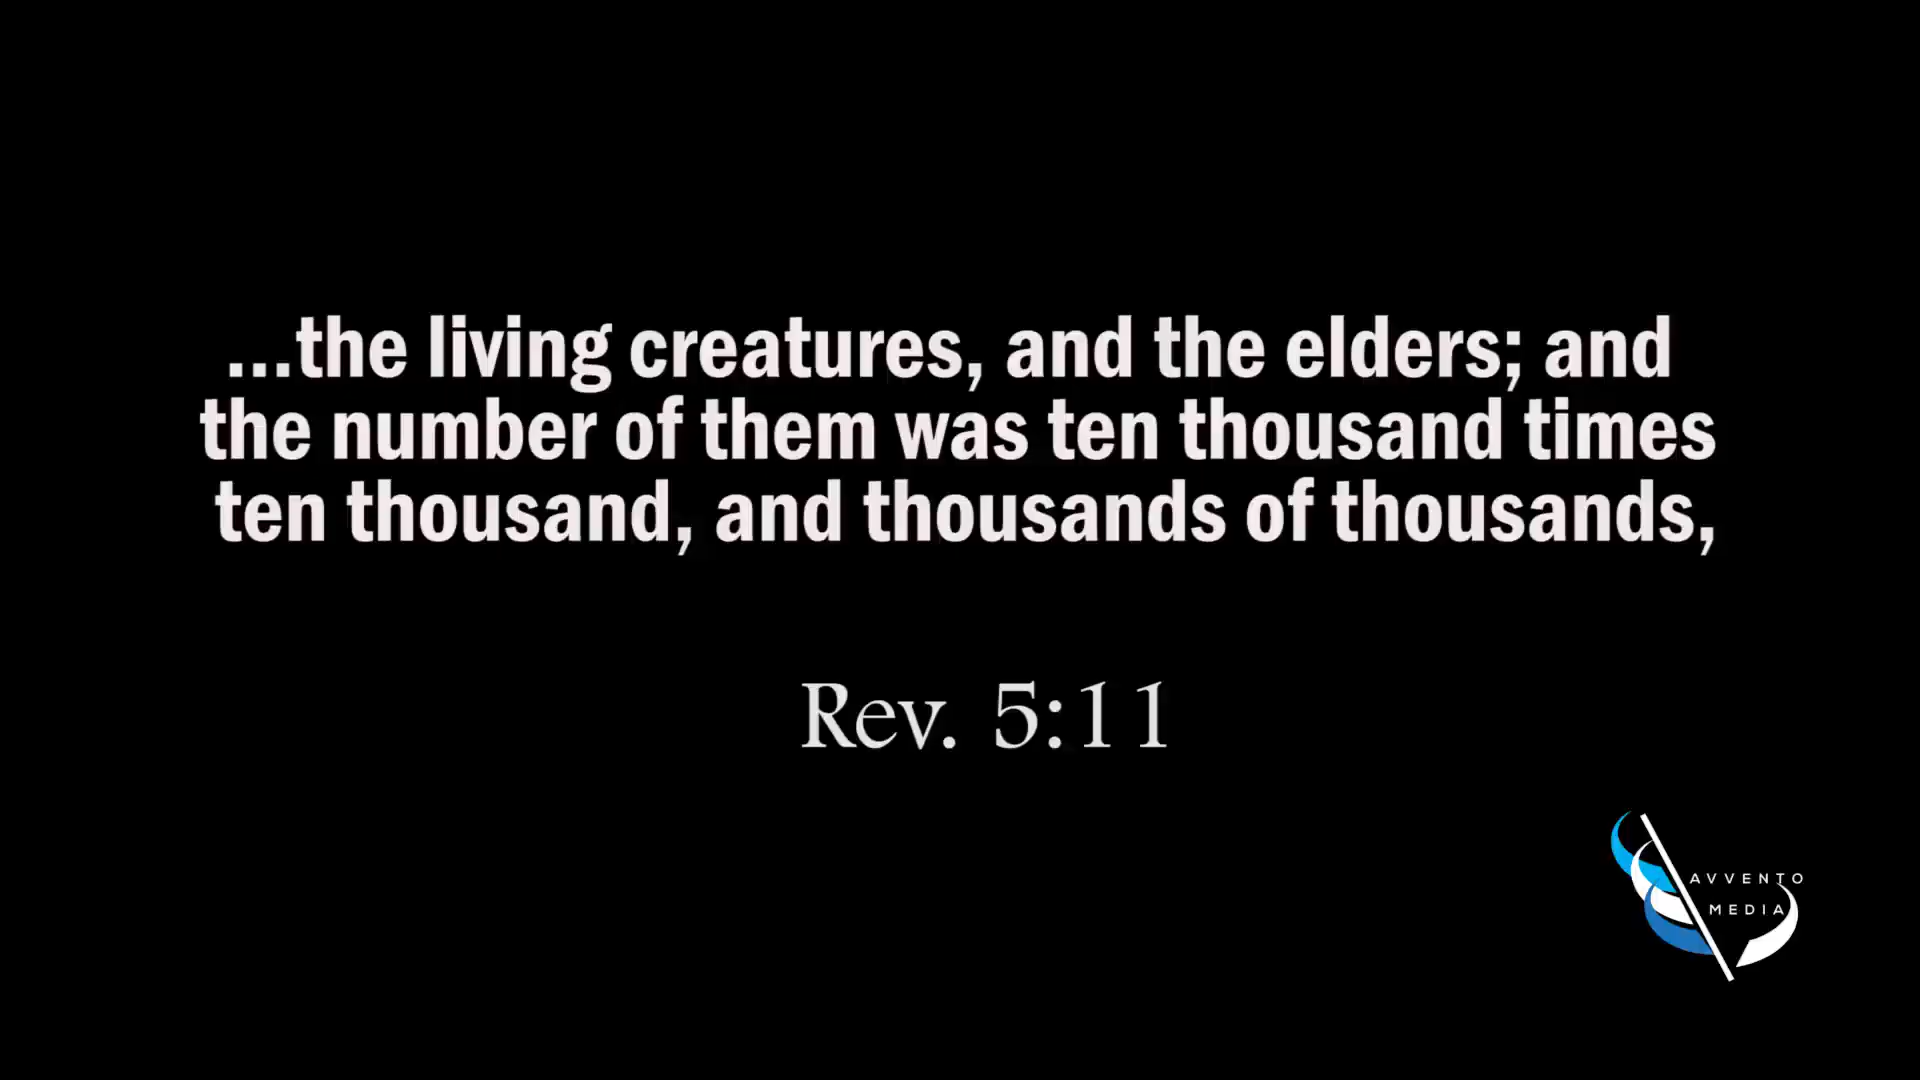 ...the living creatures, and the elders; and
the number of them was ten thousand times
ten thousand, and thousands of thousands,
Rev. 5:11
AVVENTO
MEDIA